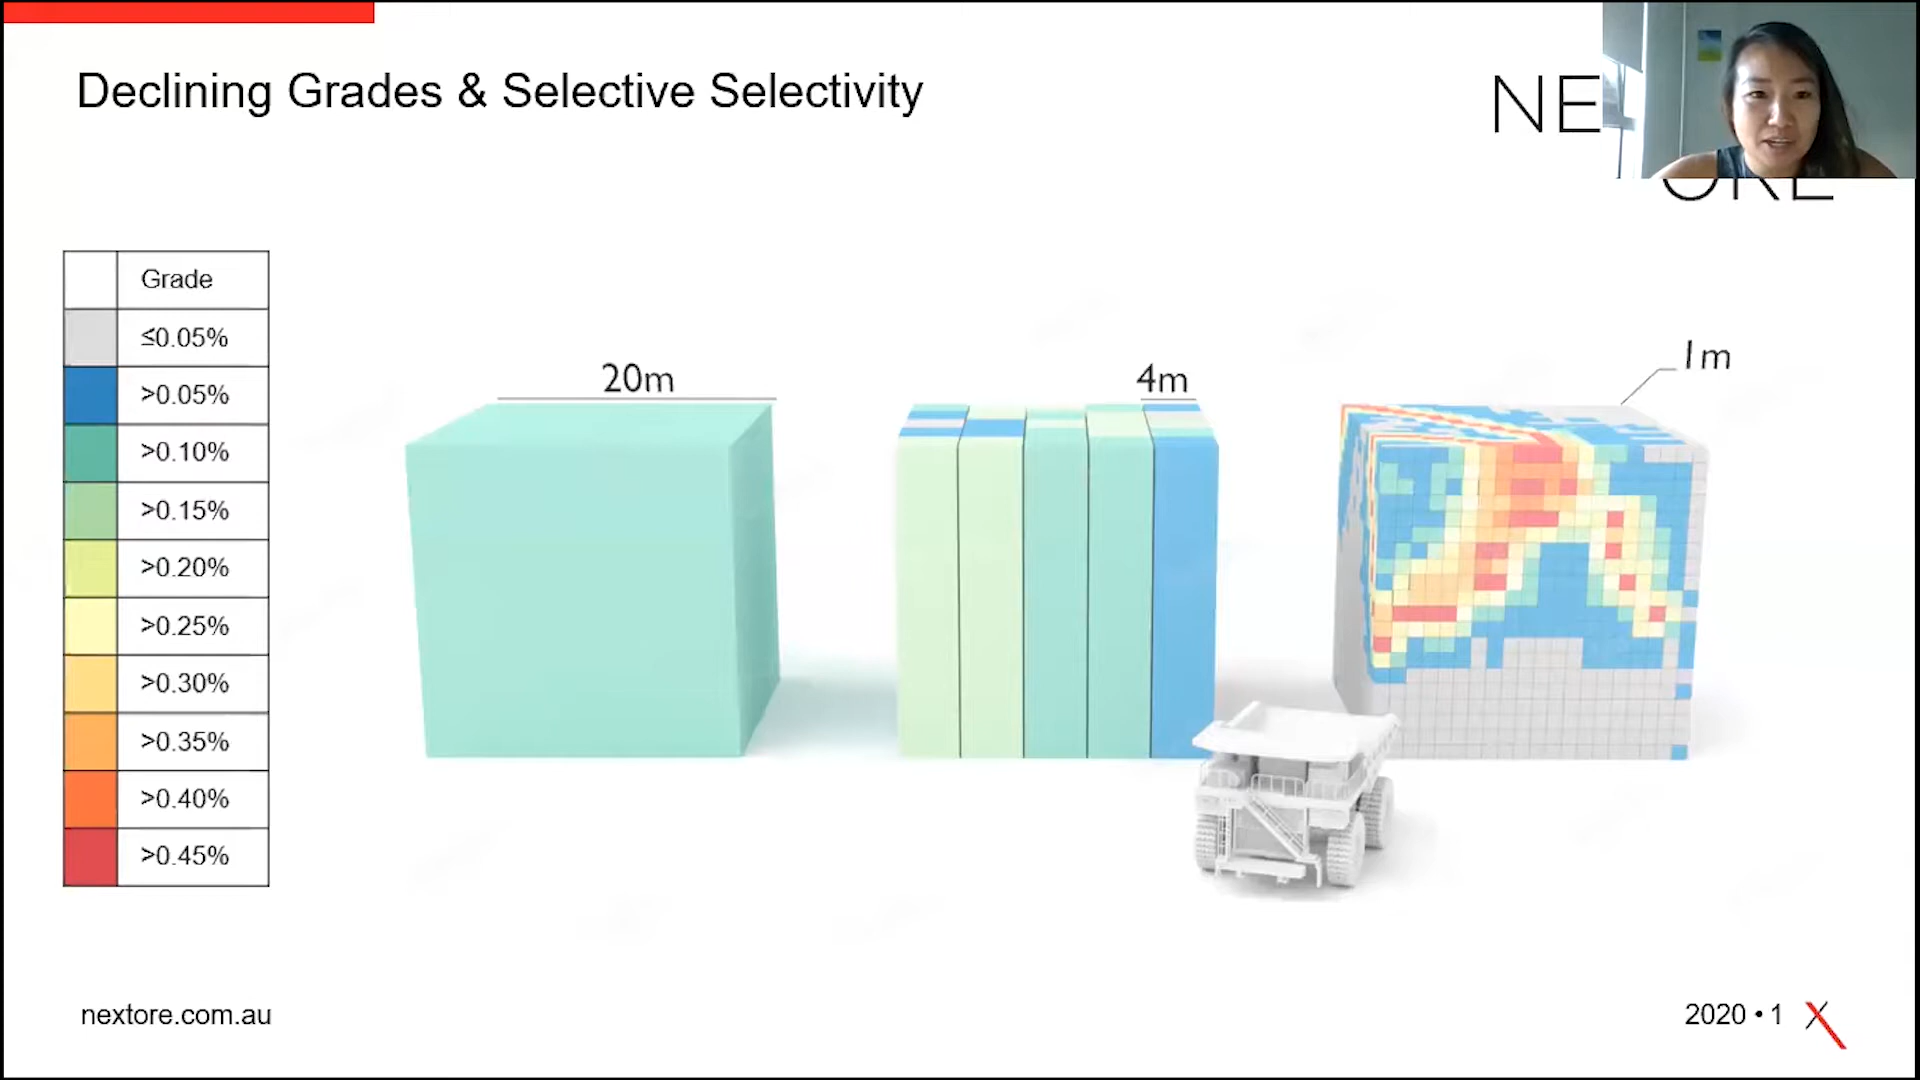 Declining Grades & Selective Selectivity
NE
ORE
Grade
≤0.05%
>0.05%
>0.10%
>0.15%
>0.20%
>0.25%
>0.30%
>0.35%
>0.40%
>0.45%
20m
4m
1m
nextore.com.au
2020 • 1